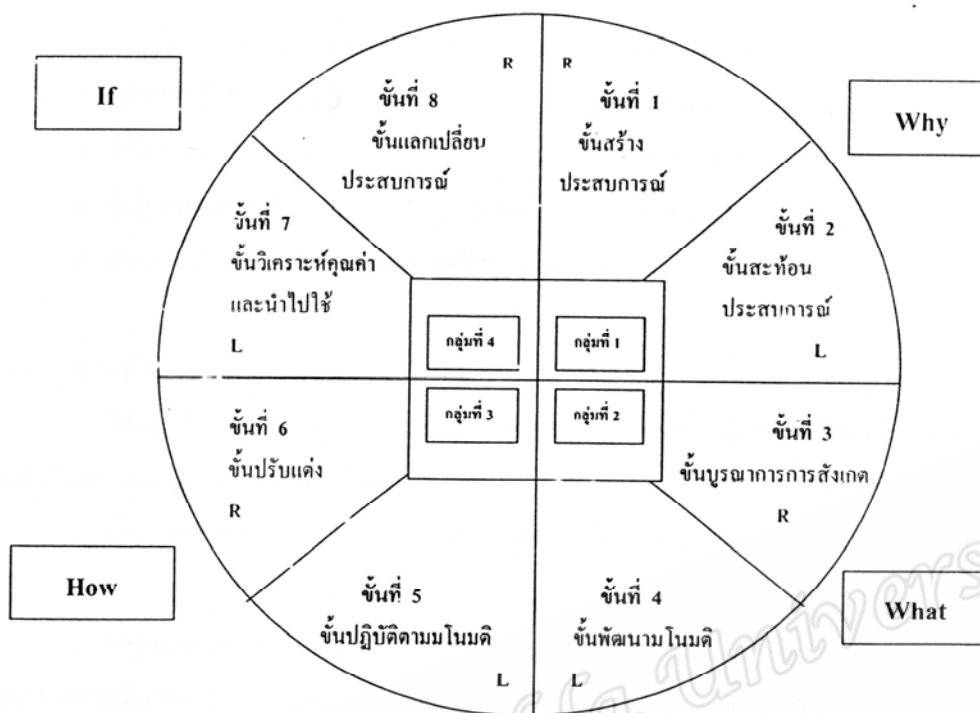 If
Why
R
R
ขั้นที่ 8
ขั้นแลกเปลี่ยน
ประสบการณ์
ขั้นที่ 1
ขั้นสร้าง
ประสบการณ์
ขั้นที่ 7
ขั้นวิเคราะห์คุณค่า
และนำไปใช้
L
ขั้นที่ 2
ขั้นสะท้อน
ประสบการณ์
L
กลุ่มที่ 4
กลุ่มที่ 1
กลุ่มที่ 3
กลุ่มที่ 2
ขั้นที่ 6
ขั้นปรับแต่ง
R
ขั้นที่ 3
ขั้นบูรณาการการสังเกต
R
How
What
ขั้นที่ 5
ขั้นปฏิบัติตามมโนมติ
L
ขั้นที่ 4
ขั้นพัฒนามโนมติ
L